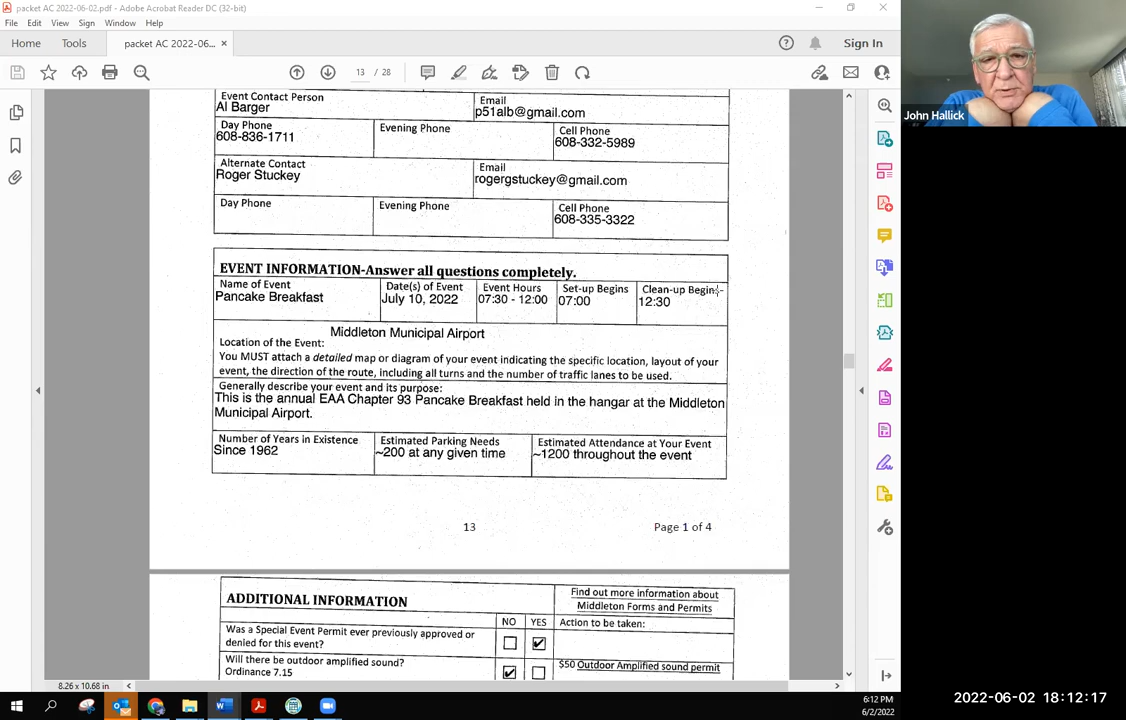 packet AC 2022-06-02.pdf - Adobe Acrobat Reader DC (32-bit)
File Edit View Sign Window Help
Home Tools packet AC 2022-06... × Sign In
13 / 28
Event Contact Person Email
Al Barger p51alb@gmail.com
Day Phone Evening Phone Cell Phone
608-836-1711 608-332-5989
Alternate Contact Email
Roger Stuckey rogergstuckey@gmail.com
Day Phone Evening Phone Cell Phone
608-335-3322
EVENT INFORMATION-Answer all questions completely.
Name of Event Date(s) of Event Event Hours Set-up Begins Clean-up Begins
Pancake Breakfast July 10, 2022 07:30 - 12:00 07:00 12:30
Middleton Municipal Airport
Location of the Event:
You MUST attach a detailed map or diagram of your event indicating the specific location, layout of your
event, the direction of the route, including all turns and the number of traffic lanes to be used.
Generally describe your event and its purpose:
This is the annual EAA Chapter 93 Pancake Breakfast held in the hangar at the Middleton
Municipal Airport.
Number of Years in Existence Estimated Parking Needs Estimated Attendance at Your Event
Since 1962 ~200 at any given time ~1200 throughout the event
13 Page 1 of 4
ADDITIONAL INFORMATION Find out more information about
Middleton Forms and Permits
NO YES Action to be taken:
Was a Special Event Permit ever previously approved or
denied for this event?
Will there be outdoor amplified sound? $50 Outdoor Amplified sound permit
Ordinance 7.15
8.26 x 10.68 in
6:12 PM
6/2/2022
John Hallick
2022-06-02 18:12:17